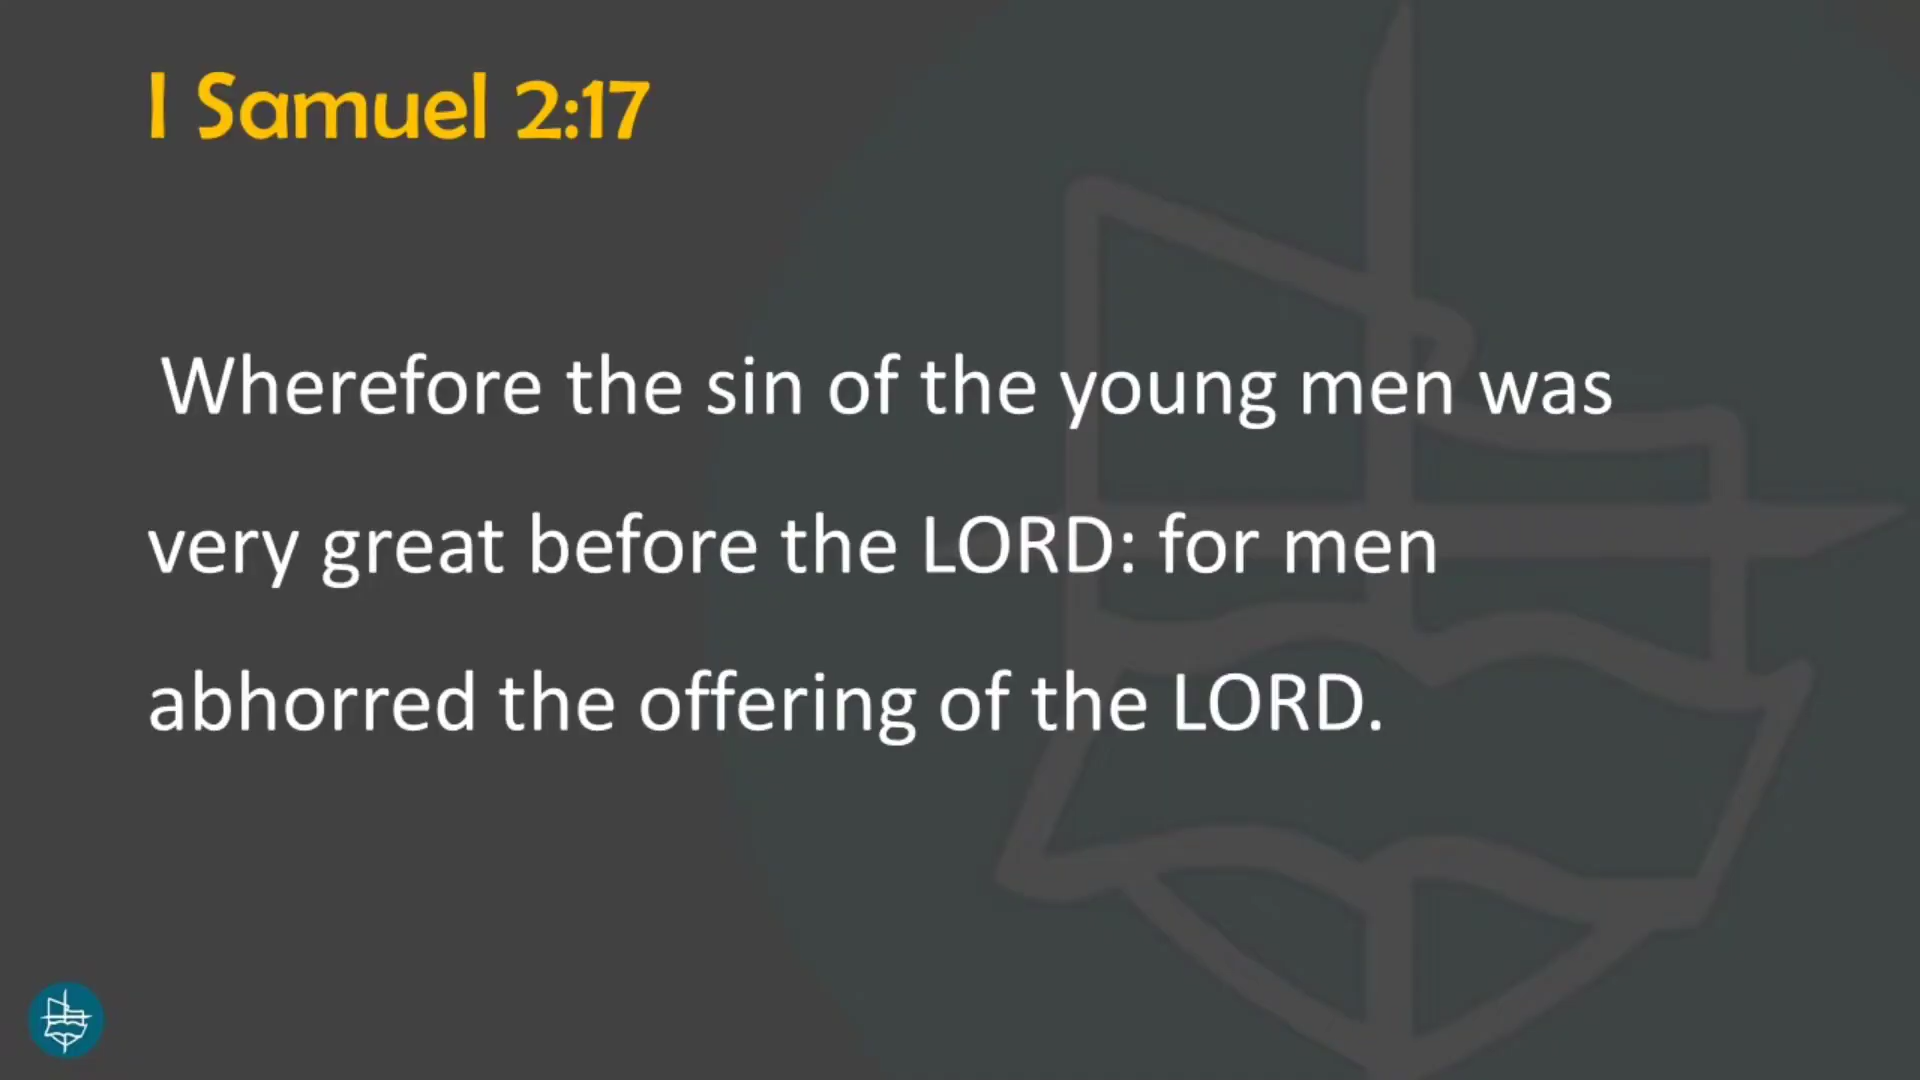 I Samuel 2:17
Wherefore the sin of the young men was
very great before the LORD: for men
abhorred the offering of the LORD.